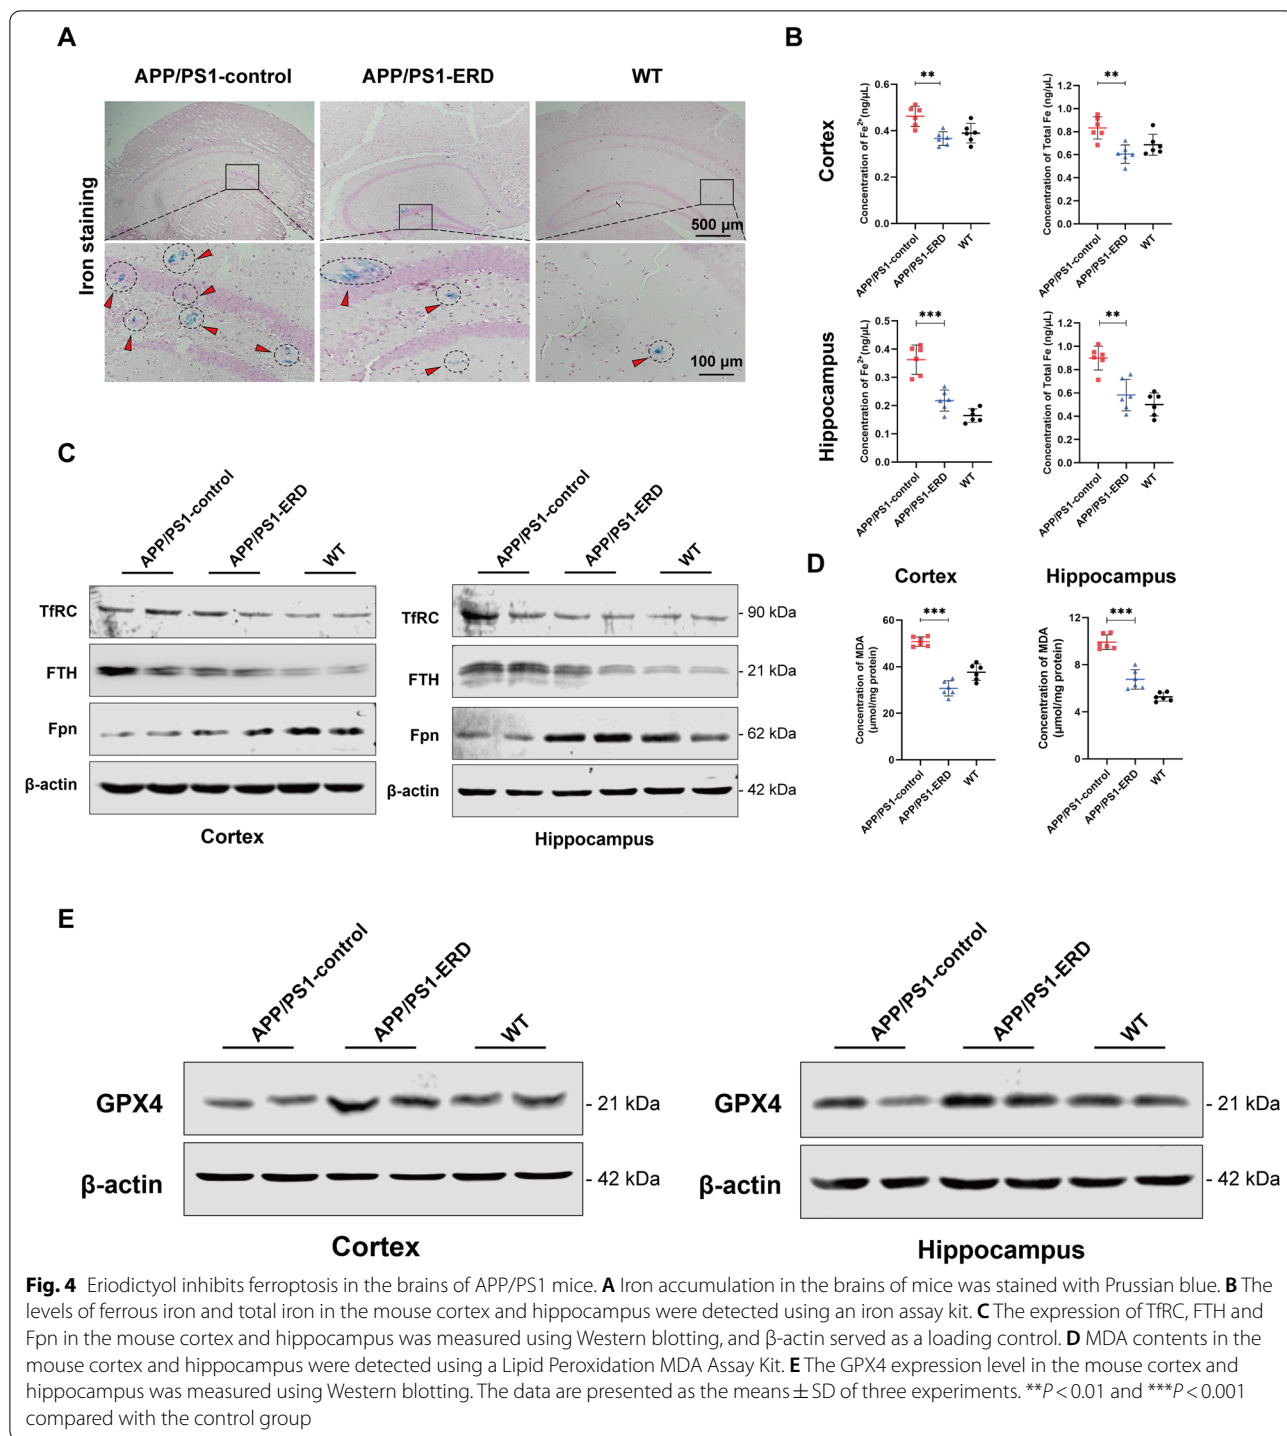 A
APP/PS1-control
APP/PS1-ERD
WT
Iron staining
500 μm
100 μm
B
Cortex
Concentration of Fe²⁺(ng/μL)
0.6
0.4
0.2
0.0
**
APP/PS1-control
APP/PS1-ERD
WT
Concentration of Total Fe (ng/μL)
1.2
1.0
0.8
0.6
0.4
0.2
0.0
**
APP/PS1-control
APP/PS1-ERD
WT
Hippocampus
Concentration of Fe²⁺(ng/μL)
0.5
0.4
0.3
0.2
0.1
0.0
***
APP/PS1-control
APP/PS1-ERD
WT
Concentration of Total Fe (ng/μL)
1.2
1.0
0.8
0.6
0.4
0.2
0.0
**
APP/PS1-control
APP/PS1-ERD
WT
C
APP/PS1-control
APP/PS1-ERD
WT
TfRC
FTH
Fpn
β-actin
Cortex
APP/PS1-control
APP/PS1-ERD
WT
TfRC
- 90 kDa
FTH
- 21 kDa
Fpn
- 62 kDa
β-actin
- 42 kDa
Hippocampus
D
Cortex
Concentration of MDA
(μmol/mg protein)
60
40
20
0
***
APP/PS1-control
APP/PS1-ERD
WT
Hippocampus
Concentration of MDA
(μmol/mg protein)
12
8
4
0
***
APP/PS1-control
APP/PS1-ERD
WT
E
APP/PS1-control
APP/PS1-ERD
WT
GPX4
- 21 kDa
β-actin
- 42 kDa
Cortex
APP/PS1-control
APP/PS1-ERD
WT
GPX4
- 21 kDa
β-actin
- 42 kDa
Hippocampus
Fig. 4 Eriodictyol inhibits ferroptosis in the brains of APP/PS1 mice. A Iron accumulation in the brains of mice was stained with Prussian blue. B The
levels of ferrous iron and total iron in the mouse cortex and hippocampus were detected using an iron assay kit. C The expression of TfRC, FTH and
Fpn in the mouse cortex and hippocampus was measured using Western blotting, and β-actin served as a loading control. D MDA contents in the
mouse cortex and hippocampus were detected using a Lipid Peroxidation MDA Assay Kit. E The GPX4 expression level in the mouse cortex and
hippocampus was measured using Western blotting. The data are presented as the means ± SD of three experiments. **P < 0.01 and ***P < 0.001
compared with the control group